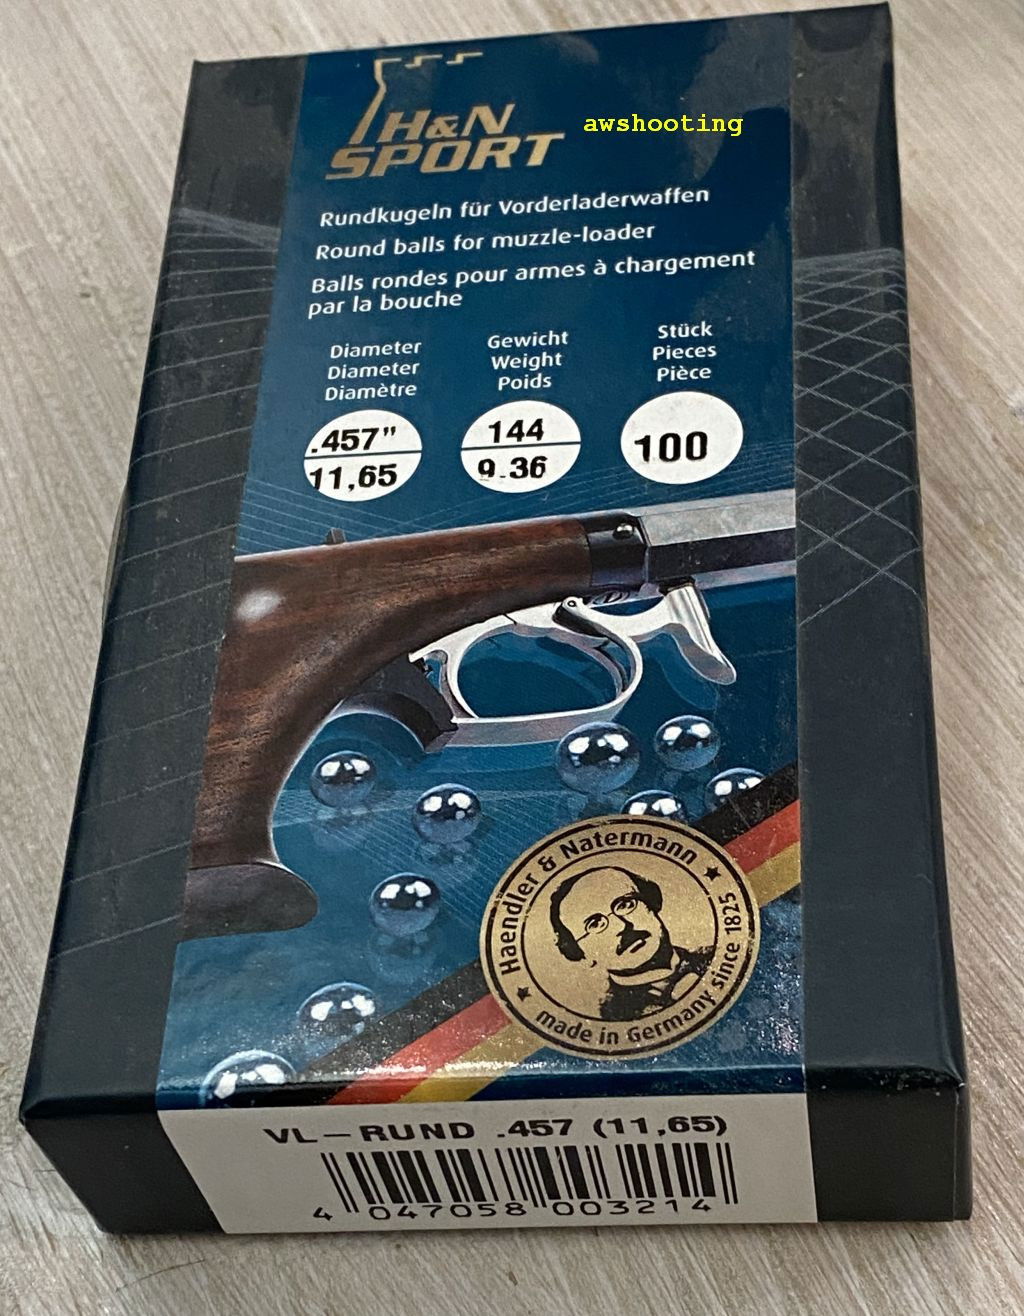 H&N
SPORT
awshooting
Rundkugeln für Vorderladerwaffen
Round balls for muzzle-loader
Balls rondes pour armes à chargement
par la bouche
Diameter
Diameter
Diamètre
Gewicht
Weight
Poids
Stück
Pieces
Pièce
.457"
11,65
144
9.36
100
Haendler & Natermann
made in Germany since 1825
VL-RUND .457 (11,65)
4 047058 003214